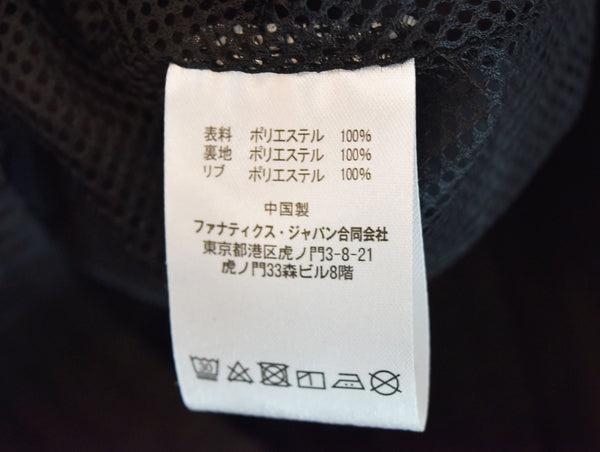 表料 ポリエステル 100%
裏地 ポリエステル 100%
リブ ポリエステル 100%
中国製
ファナティクス・ジャパン合同会社
東京都港区虎ノ門3-8-21
虎ノ門33森ビル8階
30